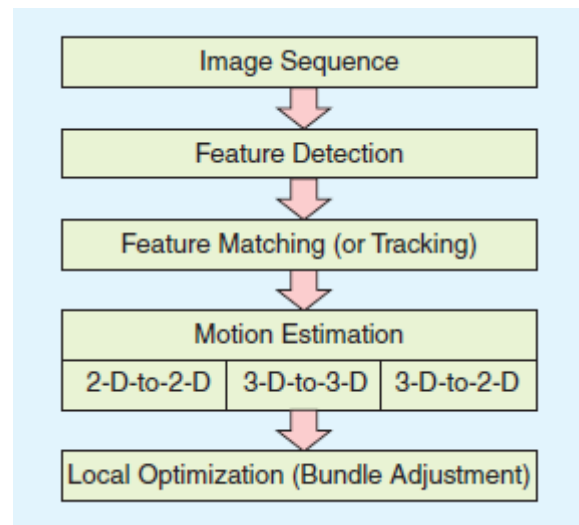 Image Sequence
Feature Detection
Feature Matching (or Tracking)
Motion Estimation
2-D-to-2-D 3-D-to-3-D 3-D-to-2-D
Local Optimization (Bundle Adjustment)